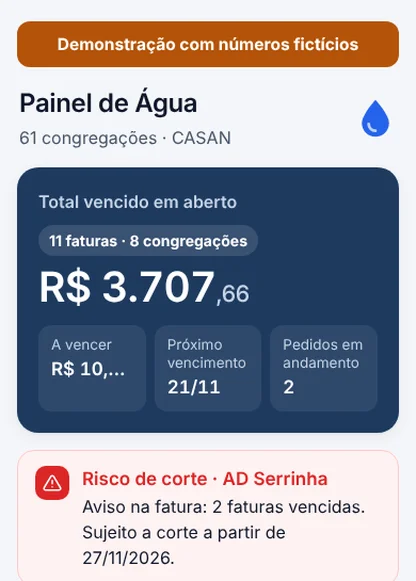 Demonstração com números fictícios
Painel de Água
61 congregações · CASAN
Total vencido em aberto
11 faturas · 8 congregações
R$ 3.707,66
A vencer
R$ 10,...
Próximo
vencimento
21/11
Pedidos em
andamento
2
Risco de corte · AD Serrinha
Aviso na fatura: 2 faturas vencidas.
Sujeito a corte a partir de
27/11/2026.